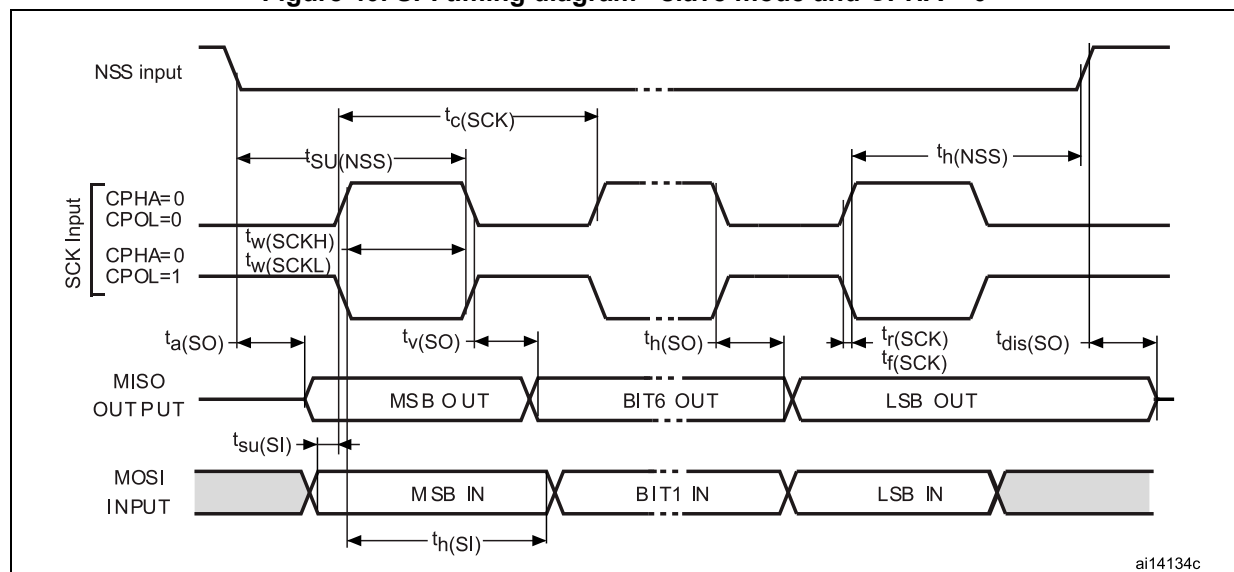 NSS input
tc(SCK)
tSU(NSS)
th(NSS)
SCK Input
CPHA=0
CPOL=0
tw(SCKH)
CPHA=0
tw(SCKL)
CPOL=1
ta(SO)
tv(SO)
th(SO)
tr(SCK)
tf(SCK)
tdis(SO)
MISO
OUTPUT
MSB OUT
BIT6 OUT
LSB OUT
tsu(SI)
MOSI
INPUT
MSB IN
BIT1 IN
LSB IN
th(SI)
ai14134c